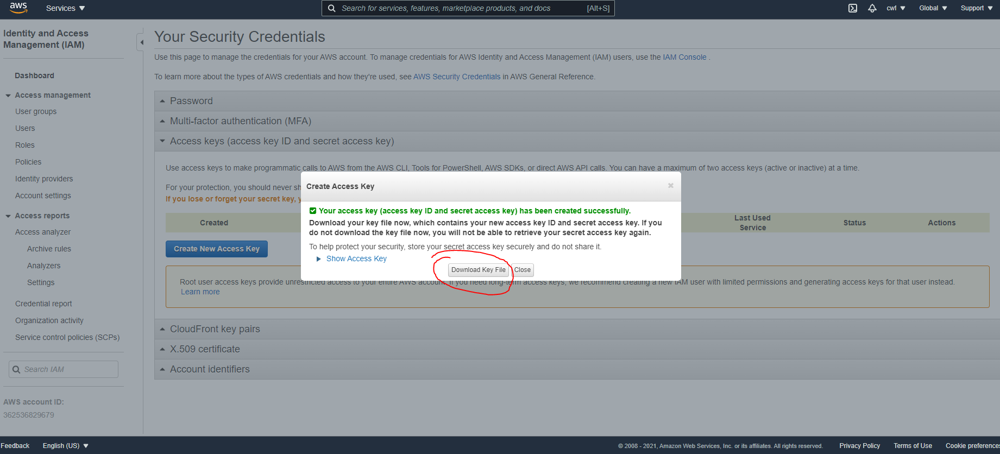 aws
Services
Search for services, features, marketplace products, and docs
[Alt+S]
cwl
Global
Support
Identity and Access
Management (IAM)
Dashboard
Access management
User groups
Users
Roles
Policies
Identity providers
Account settings
Access reports
Access analyzer
Archive rules
Analyzers
Settings
Credential report
Organization activity
Service control policies (SCPs)
Search IAM
AWS account ID:
362536829679
Your Security Credentials
Use this page to manage the credentials for your AWS account. To manage credentials for AWS Identity and Access Management (IAM) users, use the IAM Console .
To learn more about the types of AWS credentials and how they're used, see AWS Security Credentials in AWS General Reference.
Password
Multi-factor authentication (MFA)
Access keys (access key ID and secret access key)
Use access keys to make programmatic calls to AWS from the AWS CLI, Tools for PowerShell, AWS SDKs, or direct AWS API calls. You can have a maximum of two access keys (active or inactive) at a time.
For your protection, you should never sh
If you lose or forget your secret key, y
Created
Last Used
Service
Status
Actions
Create New Access Key
Create Access Key
Your access key (access key ID and secret access key) has been created successfully.
Download your key file now, which contains your new access key ID and secret access key. If you
do not download the key file now, you will not be able to retrieve your secret access key again.
To help protect your security, store your secret access key securely and do not share it.
Show Access Key
Download Key File
Close
Root user access keys provide unrestricted access to your entire AWS account. If you need long-term access keys, we recommend creating a new IAM user with limited permissions and generating access keys for that user instead.
Learn more
CloudFront key pairs
X.509 certificate
Account identifiers
Feedback
English (US)
© 2008 - 2021, Amazon Web Services, Inc. or its affiliates. All rights reserved.
Privacy Policy
Terms of Use
Cookie preferences